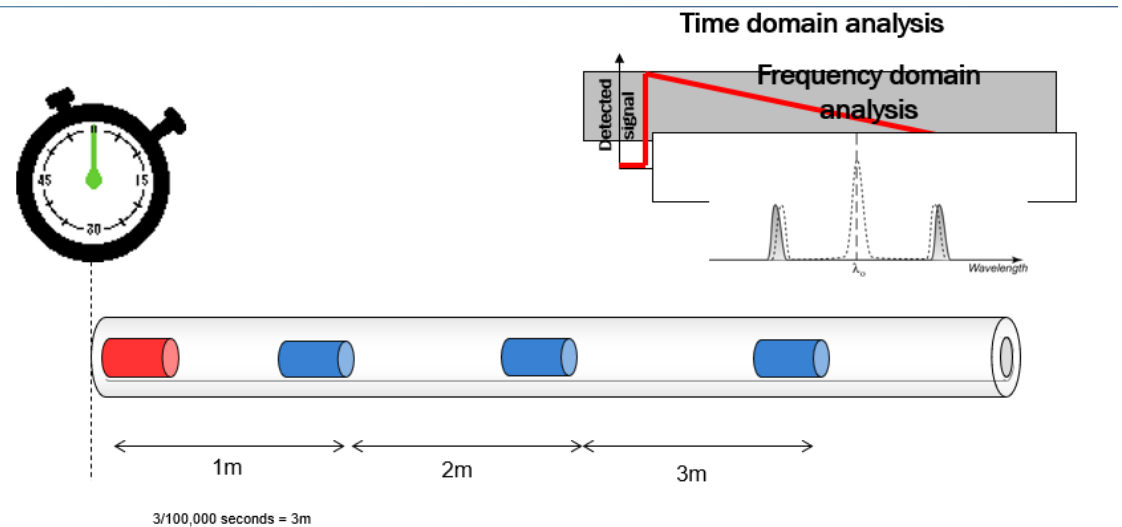 Time domain analysis
Frequency domain
analysis
Detected
signal
0
45
15
30
λo
Wavelength
1m
2m
3m
3/100,000 seconds = 3m